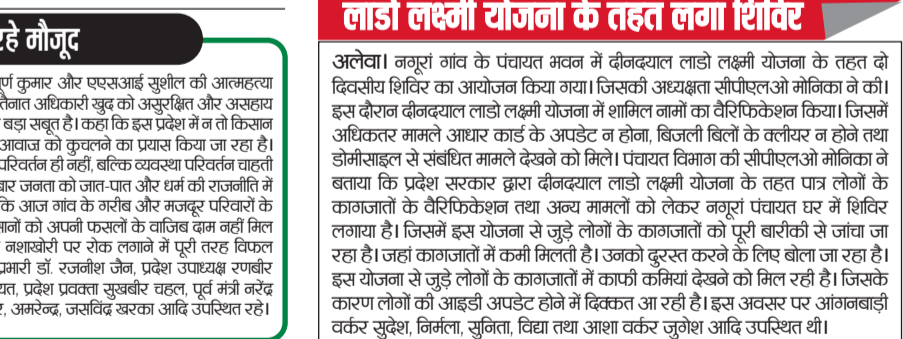 रहे मौजूद
पूर्ण कुमार और एएसआई सुशील की आत्महत्या
तैनात अधिकारी खुद को असुरक्षित और असहाय
बड़ा सबूत है। कहा कि इस प्रदेश में न तो किसान
आवाज को कुचलने का प्रयास किया जा रहा है।
परिवर्तन ही नहीं, बल्कि व्यवस्था परिवर्तन चाहती
बार जनता को जात-पात और धर्म की राजनीति में
कि आज गांव के गरीब और मजदूर परिवारों के
सानों को अपनी फसलों के वाजिब दाम नहीं मिल
नशाखोरी पर रोक लगाने में पूरी तरह विफल
प्रभारी डॉ. रजनीश जैन, प्रदेश उपाध्यक्ष रणबीर
यत, प्रदेश प्रवक्ता सुखबीर चहल, पूर्व मंत्री नरेंद्र
अमरेन्द्र, जसविंद्र खरका आदि उपस्थित रहे।
लाडो लक्ष्मी योजना के तहत लगा शिविर
अलेवा। नगूरां गांव के पंचायत भवन में दीनदयाल लाडो लक्ष्मी योजना के तहत दो
दिवसीय शिविर का आयोजन किया गया। जिसकी अध्यक्षता सीपीएलओ मोनिका ने की।
इस दौरान दीनदयाल लाडो लक्ष्मी योजना में शामिल नामों का वैरिफिकेशन किया। जिसमें
अधिकतर मामले आधार कार्ड के अपडेट न होना, बिजली बिलों के क्लीयर न होने तथा
डोमीसाइल से संबंधित मामले देखने को मिले। पंचायत विभाग की सीपीएलओ मोनिका ने
बताया कि प्रदेश सरकार द्वारा दीनदयाल लाडो लक्ष्मी योजना के तहत पात्र लोगों के
कागजातों के वैरिफिकेशन तथा अन्य मामलों को लेकर नगूरां पंचायत घर में शिविर
लगाया है। जिसमें इस योजना से जुड़े लोगों के कागजातों को पूरी बारीकी से जांचा जा
रहा है। जहां कागजातों में कमी मिलती है। उनको दुरस्त करने के लिए बोला जा रहा है।
इस योजना से जुड़े लोगों के कागजातों में काफी कमियां देखने को मिल रही है। जिसके
कारण लोगों की आइडी अपडेट होने में दिक्कत आ रही है। इस अवसर पर आंगनबाड़ी
वर्कर सुदेश, निर्मला, सुनिता, विद्या तथा आशा वर्कर जुगेश आदि उपस्थित थी।